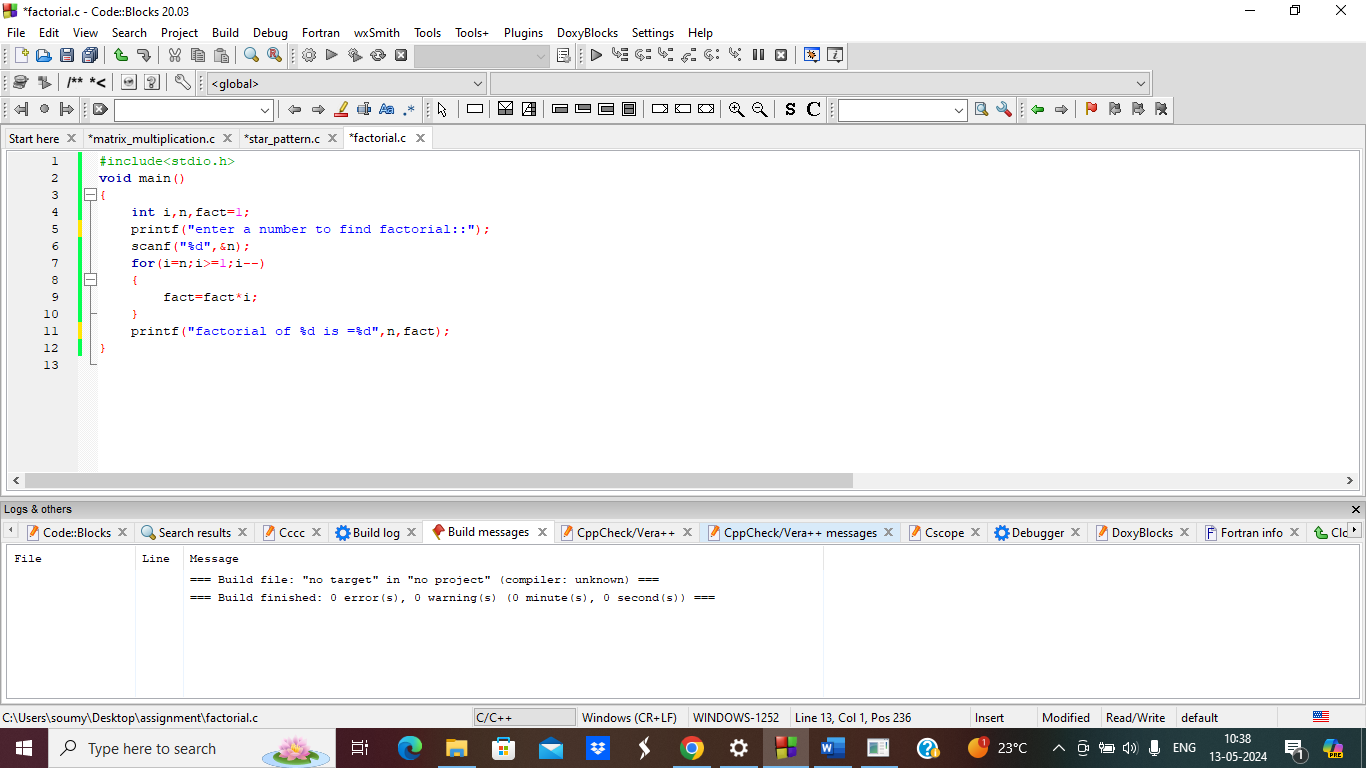 *factorial.c - Code::Blocks 20.03
File Edit View Search Project Build Debug Fortran wxSmith Tools Tools+ Plugins DoxyBlocks Settings Help
/** *< <global>
S C
Start here *matrix_multiplication.c *star_pattern.c *factorial.c
1 #include<stdio.h>
2 void main()
3 {
4 int i,n,fact=1;
5 printf("enter a number to find factorial::");
6 scanf("%d",&n);
7 for(i=n;i>=1;i--)
8 {
9 fact=fact*i;
10 }
11 printf("factorial of %d is =%d",n,fact);
12 }
13
Logs & others
Code::Blocks Search results Cccc Build log Build messages CppCheck/Vera++ CppCheck/Vera++ messages Cscope Debugger DoxyBlocks Fortran info Clo
File Line Message
=== Build file: "no target" in "no project" (compiler: unknown) ===
=== Build finished: 0 error(s), 0 warning(s) (0 minute(s), 0 second(s)) ===
C:\Users\soumy\Desktop\assignment\factorial.c C/C++ Windows (CR+LF) WINDOWS-1252 Line 13, Col 1, Pos 236 Insert Modified Read/Write default
Type here to search 1 23°C ENG 10:38 1 PRE
13-05-2024